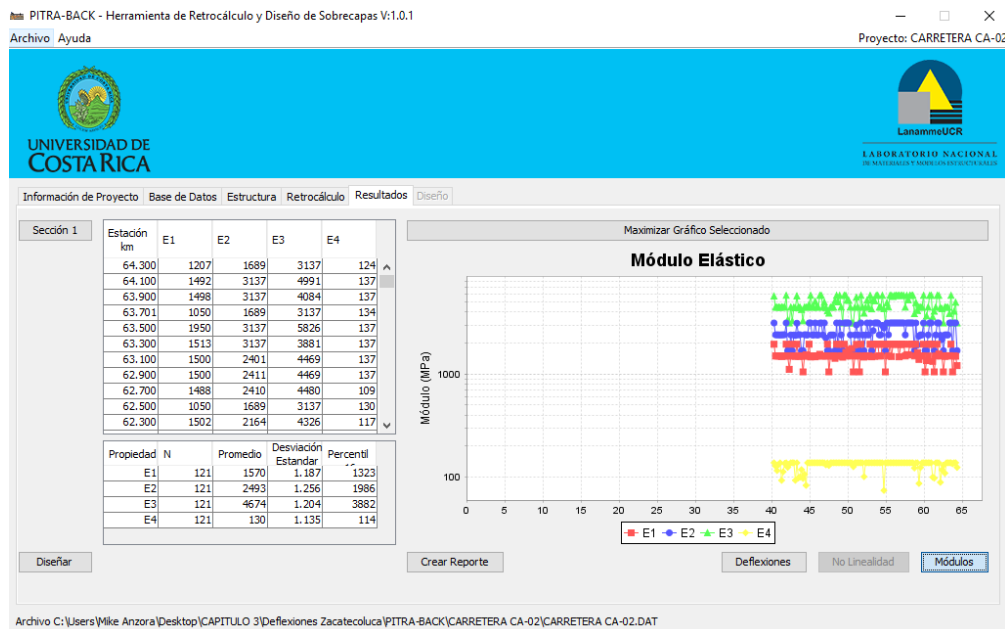 PITRA-BACK - Herramienta de Retrocálculo y Diseño de Sobrecapas V:1.0.1
Archivo Ayuda Proyecto: CARRETERA CA-02
UNIVERSIDAD DE
COSTA RICA
LanammeUCR
LABORATORIO NACIONAL
DE MATERIALES Y MODELOS ESTRUCTURALES
Información de Proyecto Base de Datos Estructura Retrocálculo Resultados Diseño
Sección 1
Maximizar Gráfico Seleccionado
Estación km E1 E2 E3 E4
64.300 1207 1689 3137 124
64.100 1492 3137 4991 137
63.900 1498 3137 4084 137
63.701 1050 1689 3137 134
63.500 1950 3137 5826 137
63.300 1513 3137 3881 137
63.100 1500 2401 4469 137
62.900 1500 2411 4469 137
62.700 1488 2410 4480 109
62.500 1050 1689 3137 130
62.300 1502 2164 4326 117
Propiedad N Promedio Desviación Estandar Percentil
E1 121 1570 1.187 1323
E2 121 2493 1.256 1986
E3 121 4674 1.204 3882
E4 121 130 1.135 114
Módulo Elástico
Módulo (MPa)
1000
100
0 5 10 15 20 25 30 35 40 45 50 55 60 65
E1 E2 E3 E4
Diseñar
Crear Reporte
Deflexiones
No Linealidad
Módulos
Archivo C:\Users\Mike Anzora\Desktop\CAPITULO 3\Deflexiones Zacatecoluca\PITRA-BACK\CARRETERA CA-02\CARRETERA CA-02.DAT